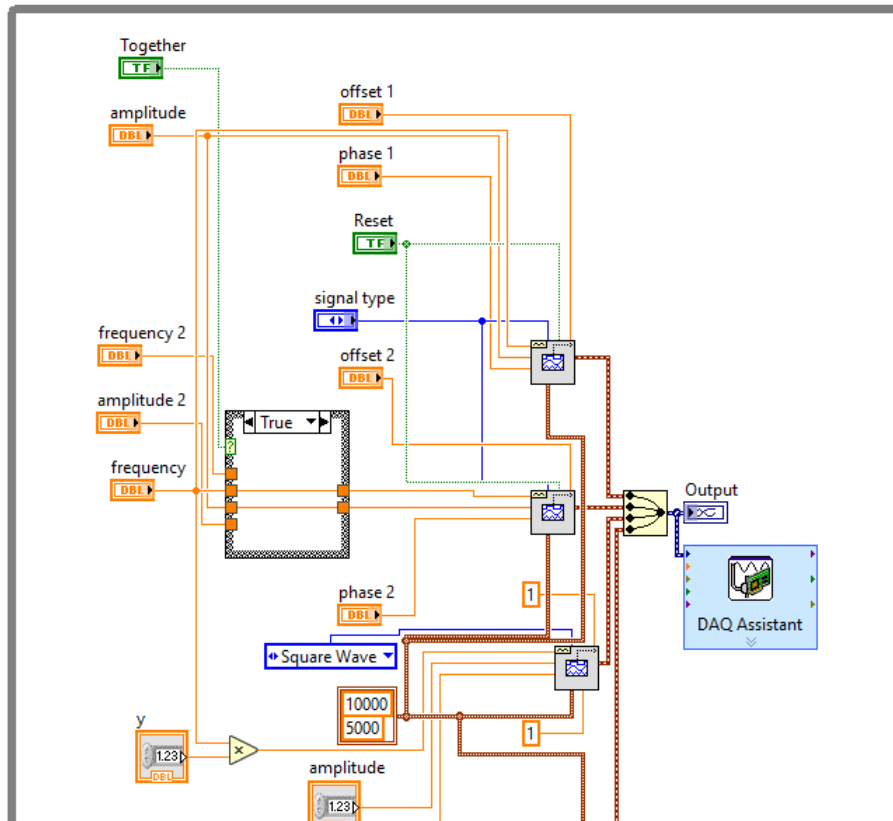 Together
TF
amplitude
DBL
offset 1
DBL
phase 1
DBL
Reset
TF
signal type
frequency 2
DBL
offset 2
DBL
amplitude 2
DBL
True
?
frequency
DBL
Output
DAQ Assistant
phase 2
DBL
1
Square Wave
10000
5000
1
y
1.23
DBL
×
amplitude
1.23